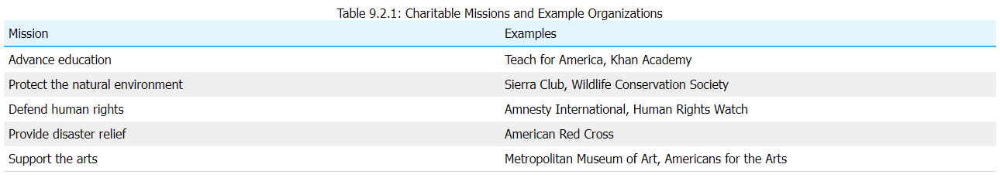 Table 9.2.1: Charitable Missions and Example Organizations
Mission Examples
Advance education Teach for America, Khan Academy
Protect the natural environment Sierra Club, Wildlife Conservation Society
Defend human rights Amnesty International, Human Rights Watch
Provide disaster relief American Red Cross
Support the arts Metropolitan Museum of Art, Americans for the Arts